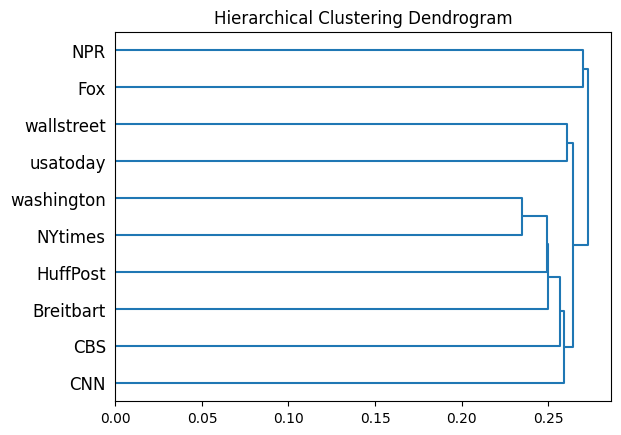 Hierarchical Clustering Dendrogram
NPR
Fox
wallstreet
usatoday
washington
NYtimes
HuffPost
Breitbart
CBS
CNN
0.00 0.05 0.10 0.15 0.20 0.25